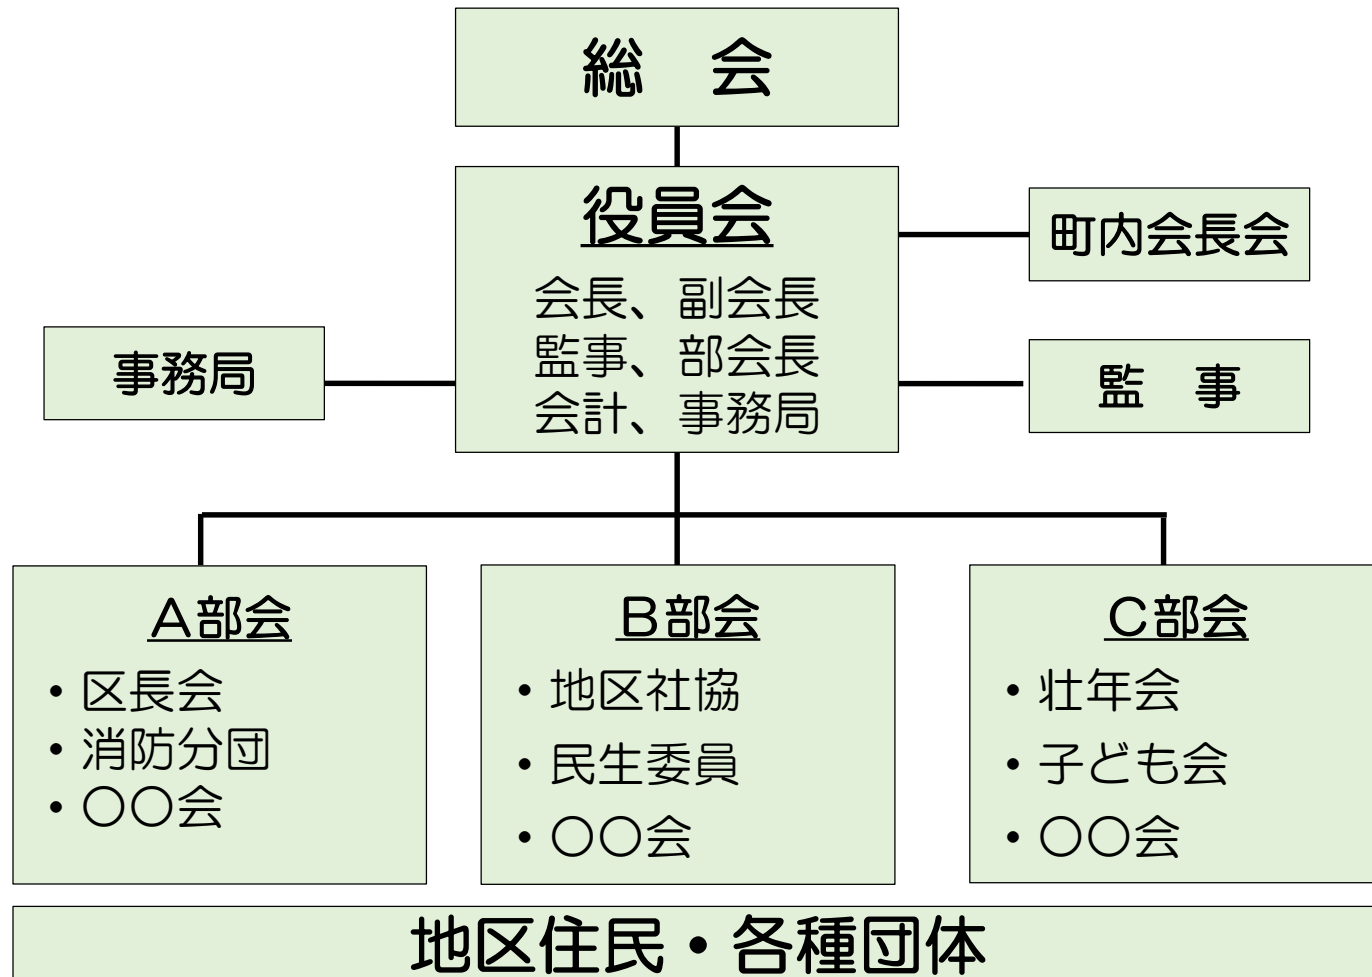 総　会
役員会
会長、副会長
監事、部会長
会計、事務局
町内会長会
事務局
監　事
A部会
・区長会
・消防分団
・〇〇会
B部会
・地区社協
・民生委員
・〇〇会
C部会
・壮年会
・子ども会
・〇〇会
地区住民・各種団体